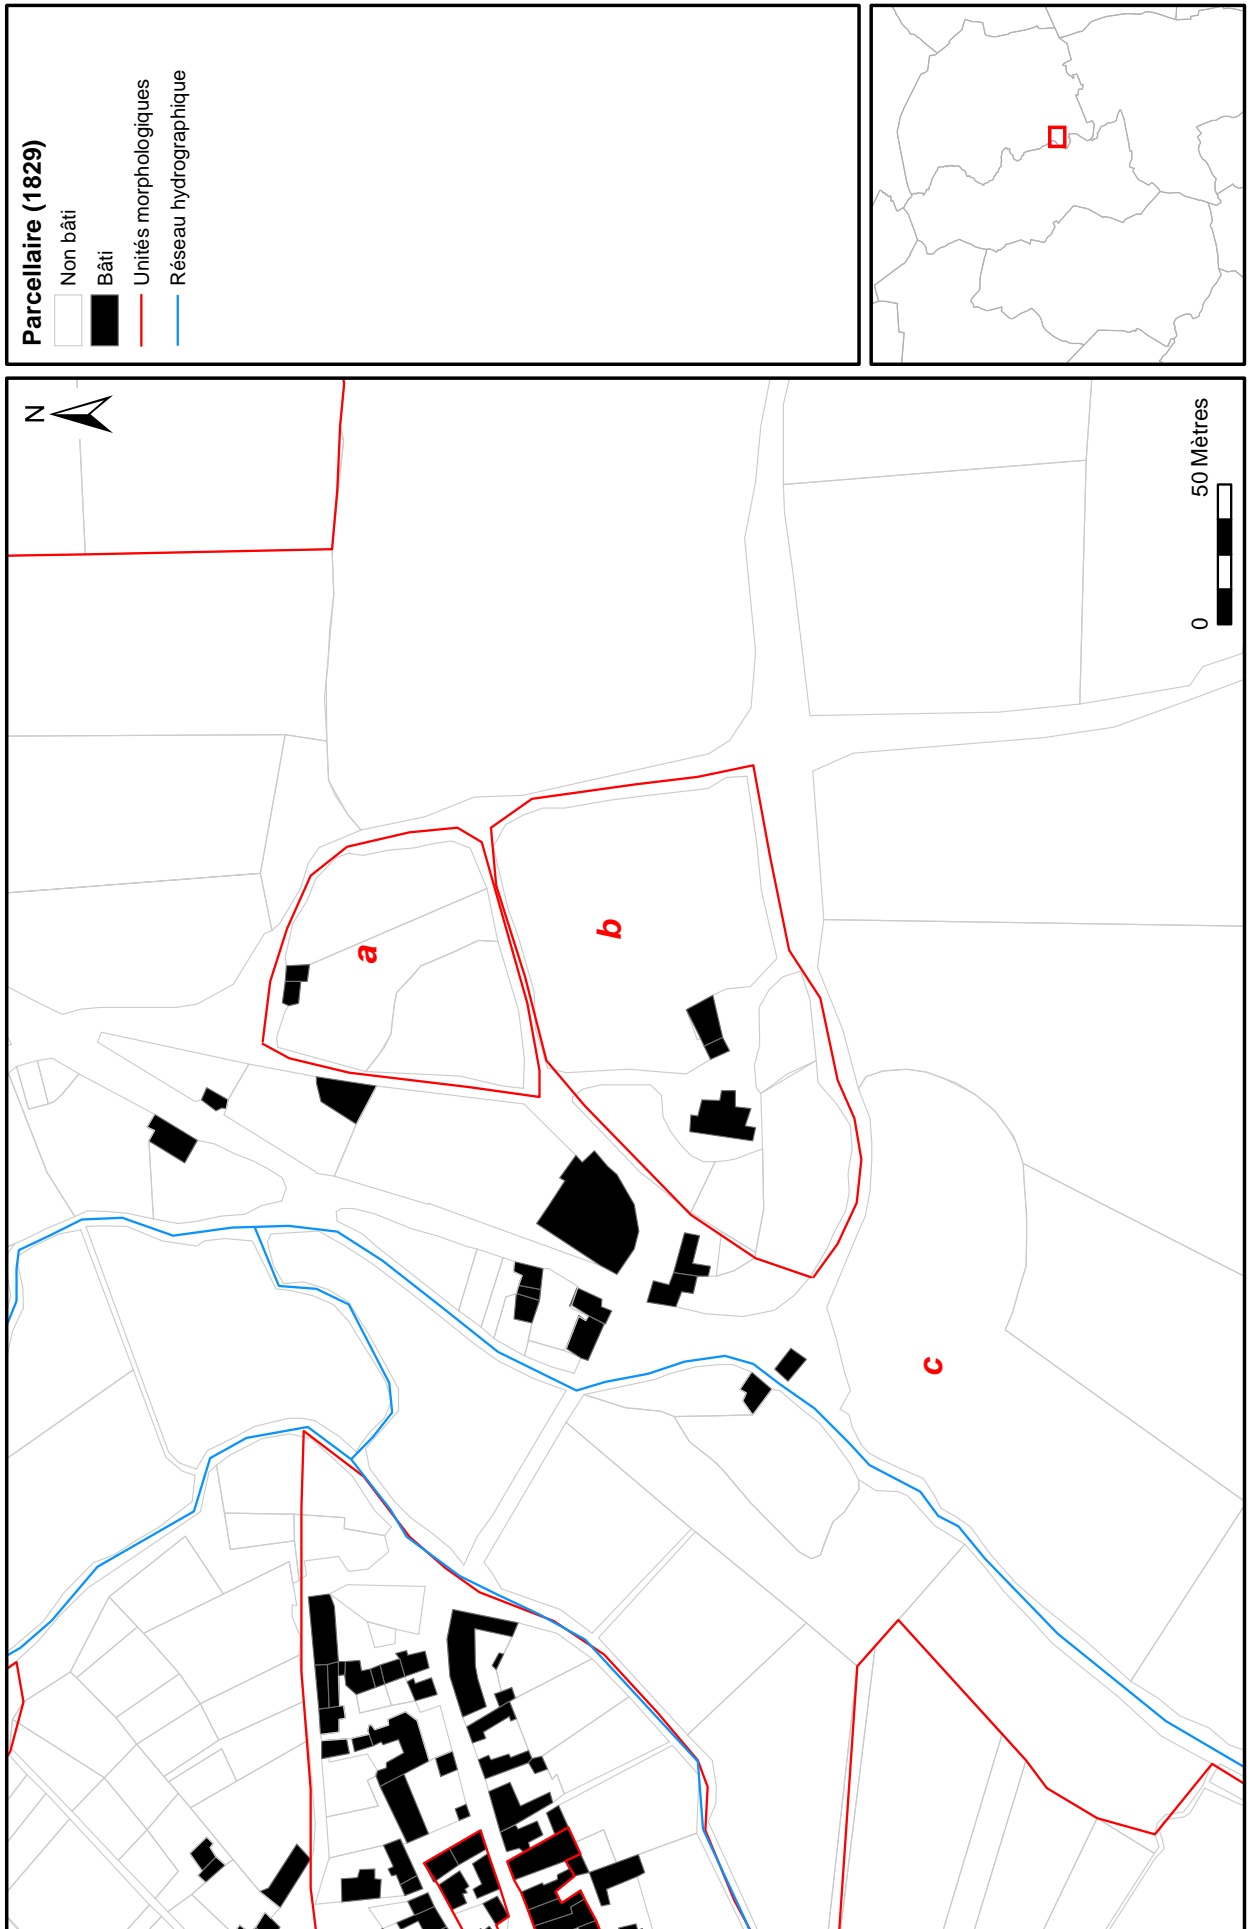 Parcellaire (1829)
Non bâti
Bâti
Unités morphologiques
Réseau hydrographique
N
a
b
c
0 50 Mètres